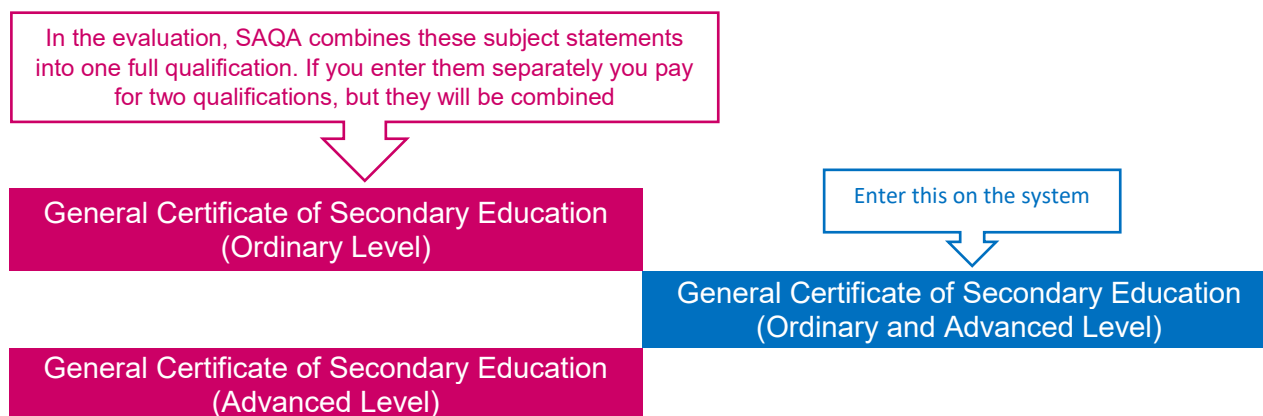 In the evaluation, SAQA combines these subject statements
into one full qualification. If you enter them separately you pay
for two qualifications, but they will be combined
General Certificate of Secondary Education
(Ordinary Level)
Enter this on the system
General Certificate of Secondary Education
(Ordinary and Advanced Level)
General Certificate of Secondary Education
(Advanced Level)